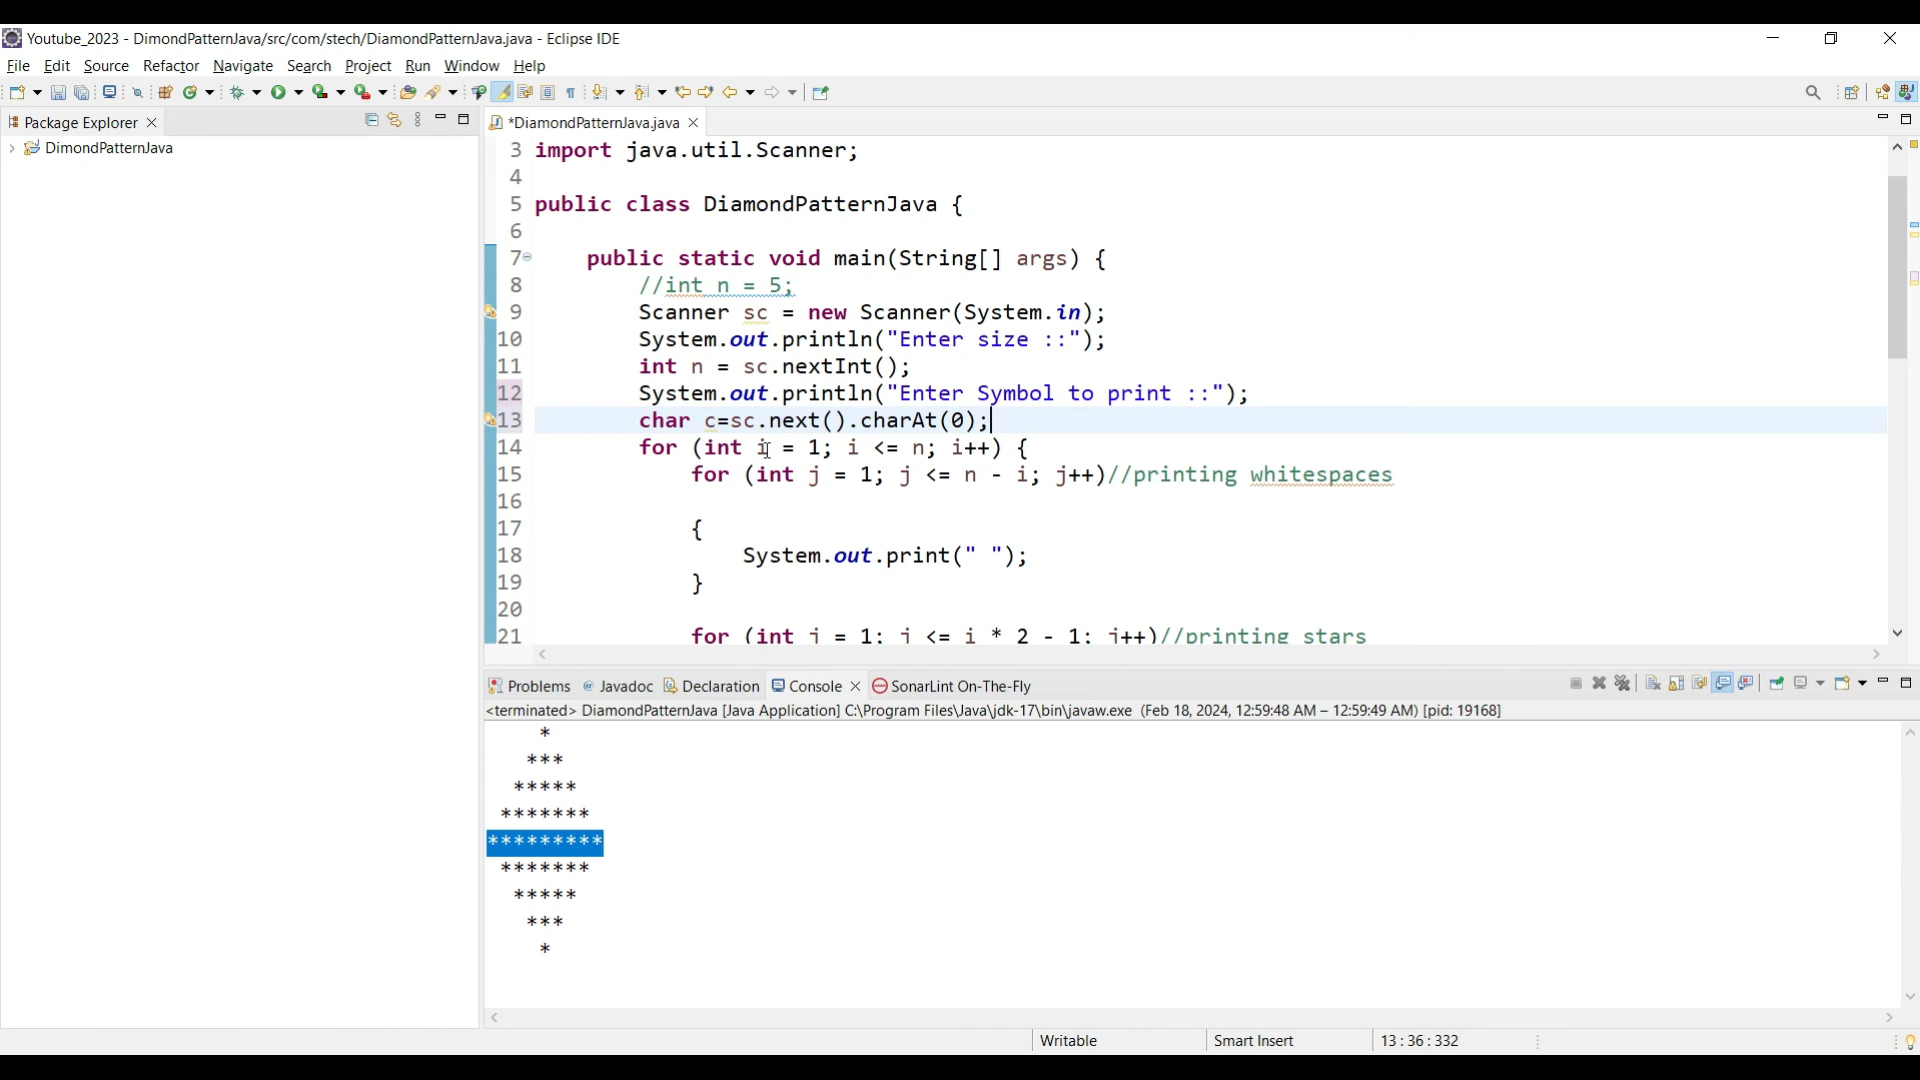 Youtube_2023 - DimondPatternJava/src/com/stech/DiamondPatternJava.java - Eclipse IDE
File Edit Source Refactor Navigate Search Project Run Window Help
Package Explorer
*DiamondPatternJava.java
DimondPatternJava
3 import java.util.Scanner;
4
5 public class DiamondPatternJava {
6
7 public static void main(String[] args) {
8 //int n = 5;
9 Scanner sc = new Scanner(System.in);
10 System.out.println("Enter size ::");
11 int n = sc.nextInt();
12 System.out.println("Enter Symbol to print ::");
13 char c=sc.next().charAt(0);
14 for (int i = 1; i <= n; i++) {
15 for (int j = 1; j <= n - i; j++)//printing whitespaces
16
17 {
18 System.out.print(" ");
19 }
20
21 for (int j = 1; j <= i * 2 - 1; j++)//printing stars
Problems Javadoc Declaration Console SonarLint On-The-Fly
<terminated> DiamondPatternJava [Java Application] C:\Program Files\Java\jdk-17\bin\javaw.exe (Feb 18, 2024, 12:59:48 AM – 12:59:49 AM) [pid: 19168]
*
***
*****
*******
*********
*******
*****
***
*
Writable Smart Insert 13 : 36 : 332